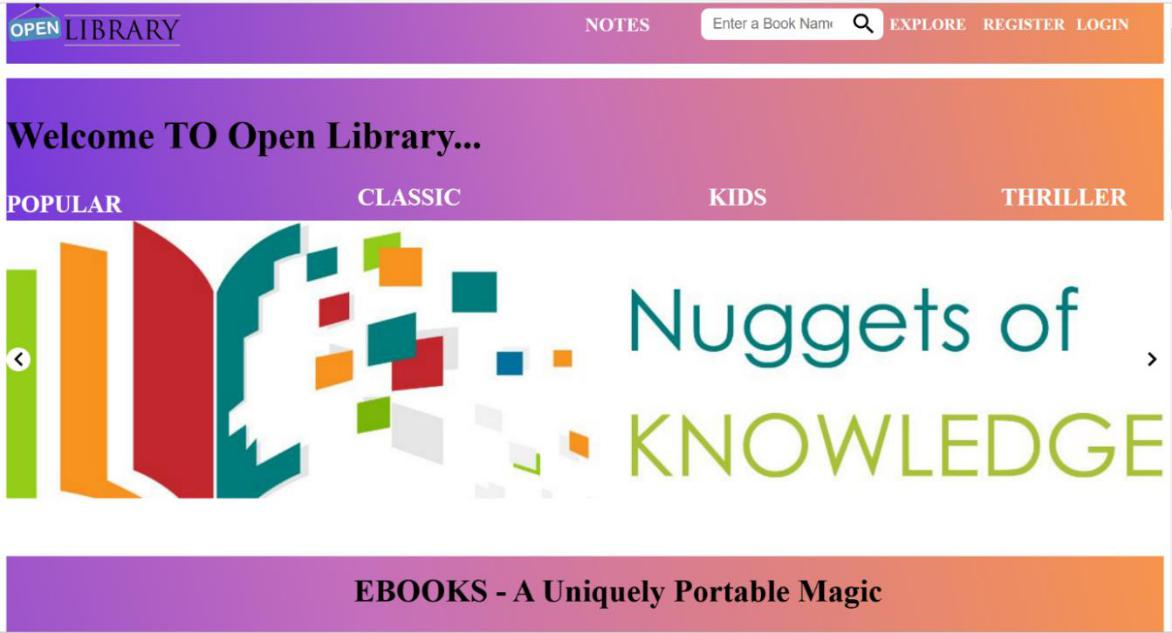 OPEN LIBRARY
NOTES Enter a Book Nam EXPLORE REGISTER LOGIN
Welcome TO Open Library...
POPULAR CLASSIC KIDS THRILLER
Nuggets of
KNOWLEDGE
EBOOKS - A Uniquely Portable Magic